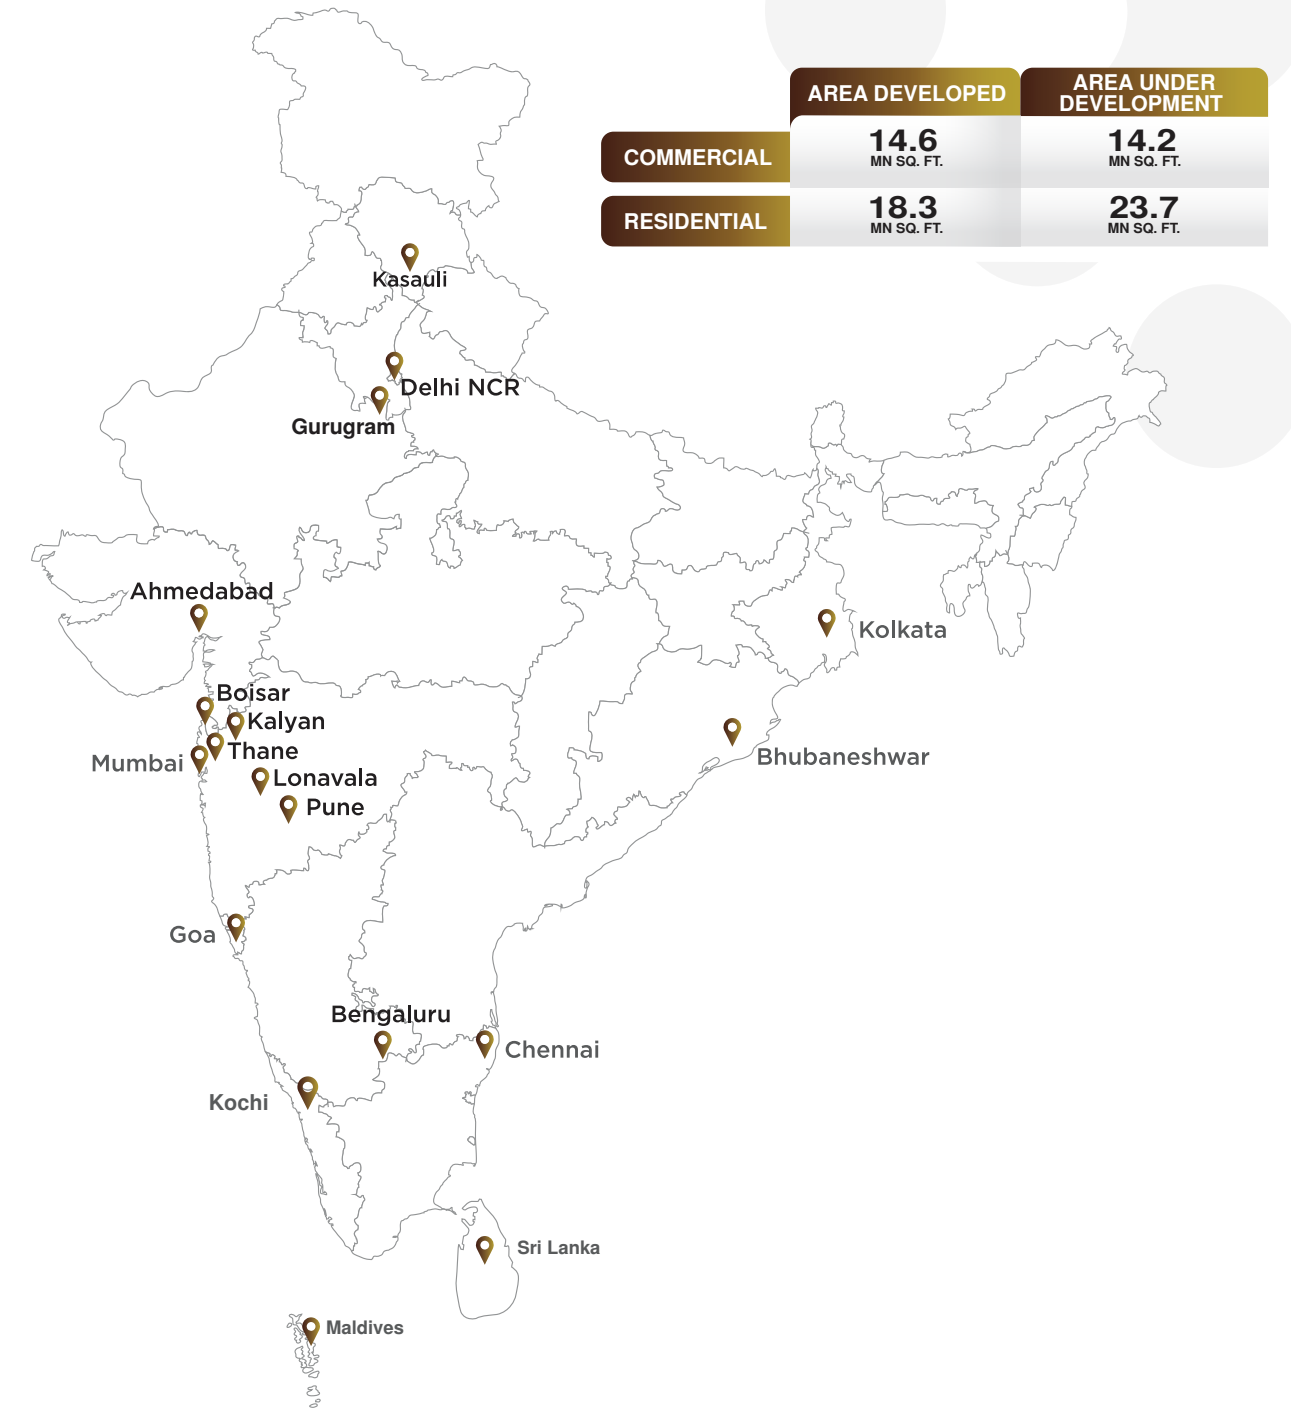 AREA DEVELOPED
AREA UNDER
DEVELOPMENT
COMMERCIAL
14.6
MN SQ. FT.
14.2
MN SQ. FT.
RESIDENTIAL
18.3
MN SQ. FT.
23.7
MN SQ. FT.
Kasauli
Delhi NCR
Gurugram
Ahmedabad
Kolkata
Boisar
Kalyan
Thane
Mumbai
Bhubaneshwar
Lonavala
Pune
Goa
Bengaluru
Chennai
Kochi
Sri Lanka
Maldives